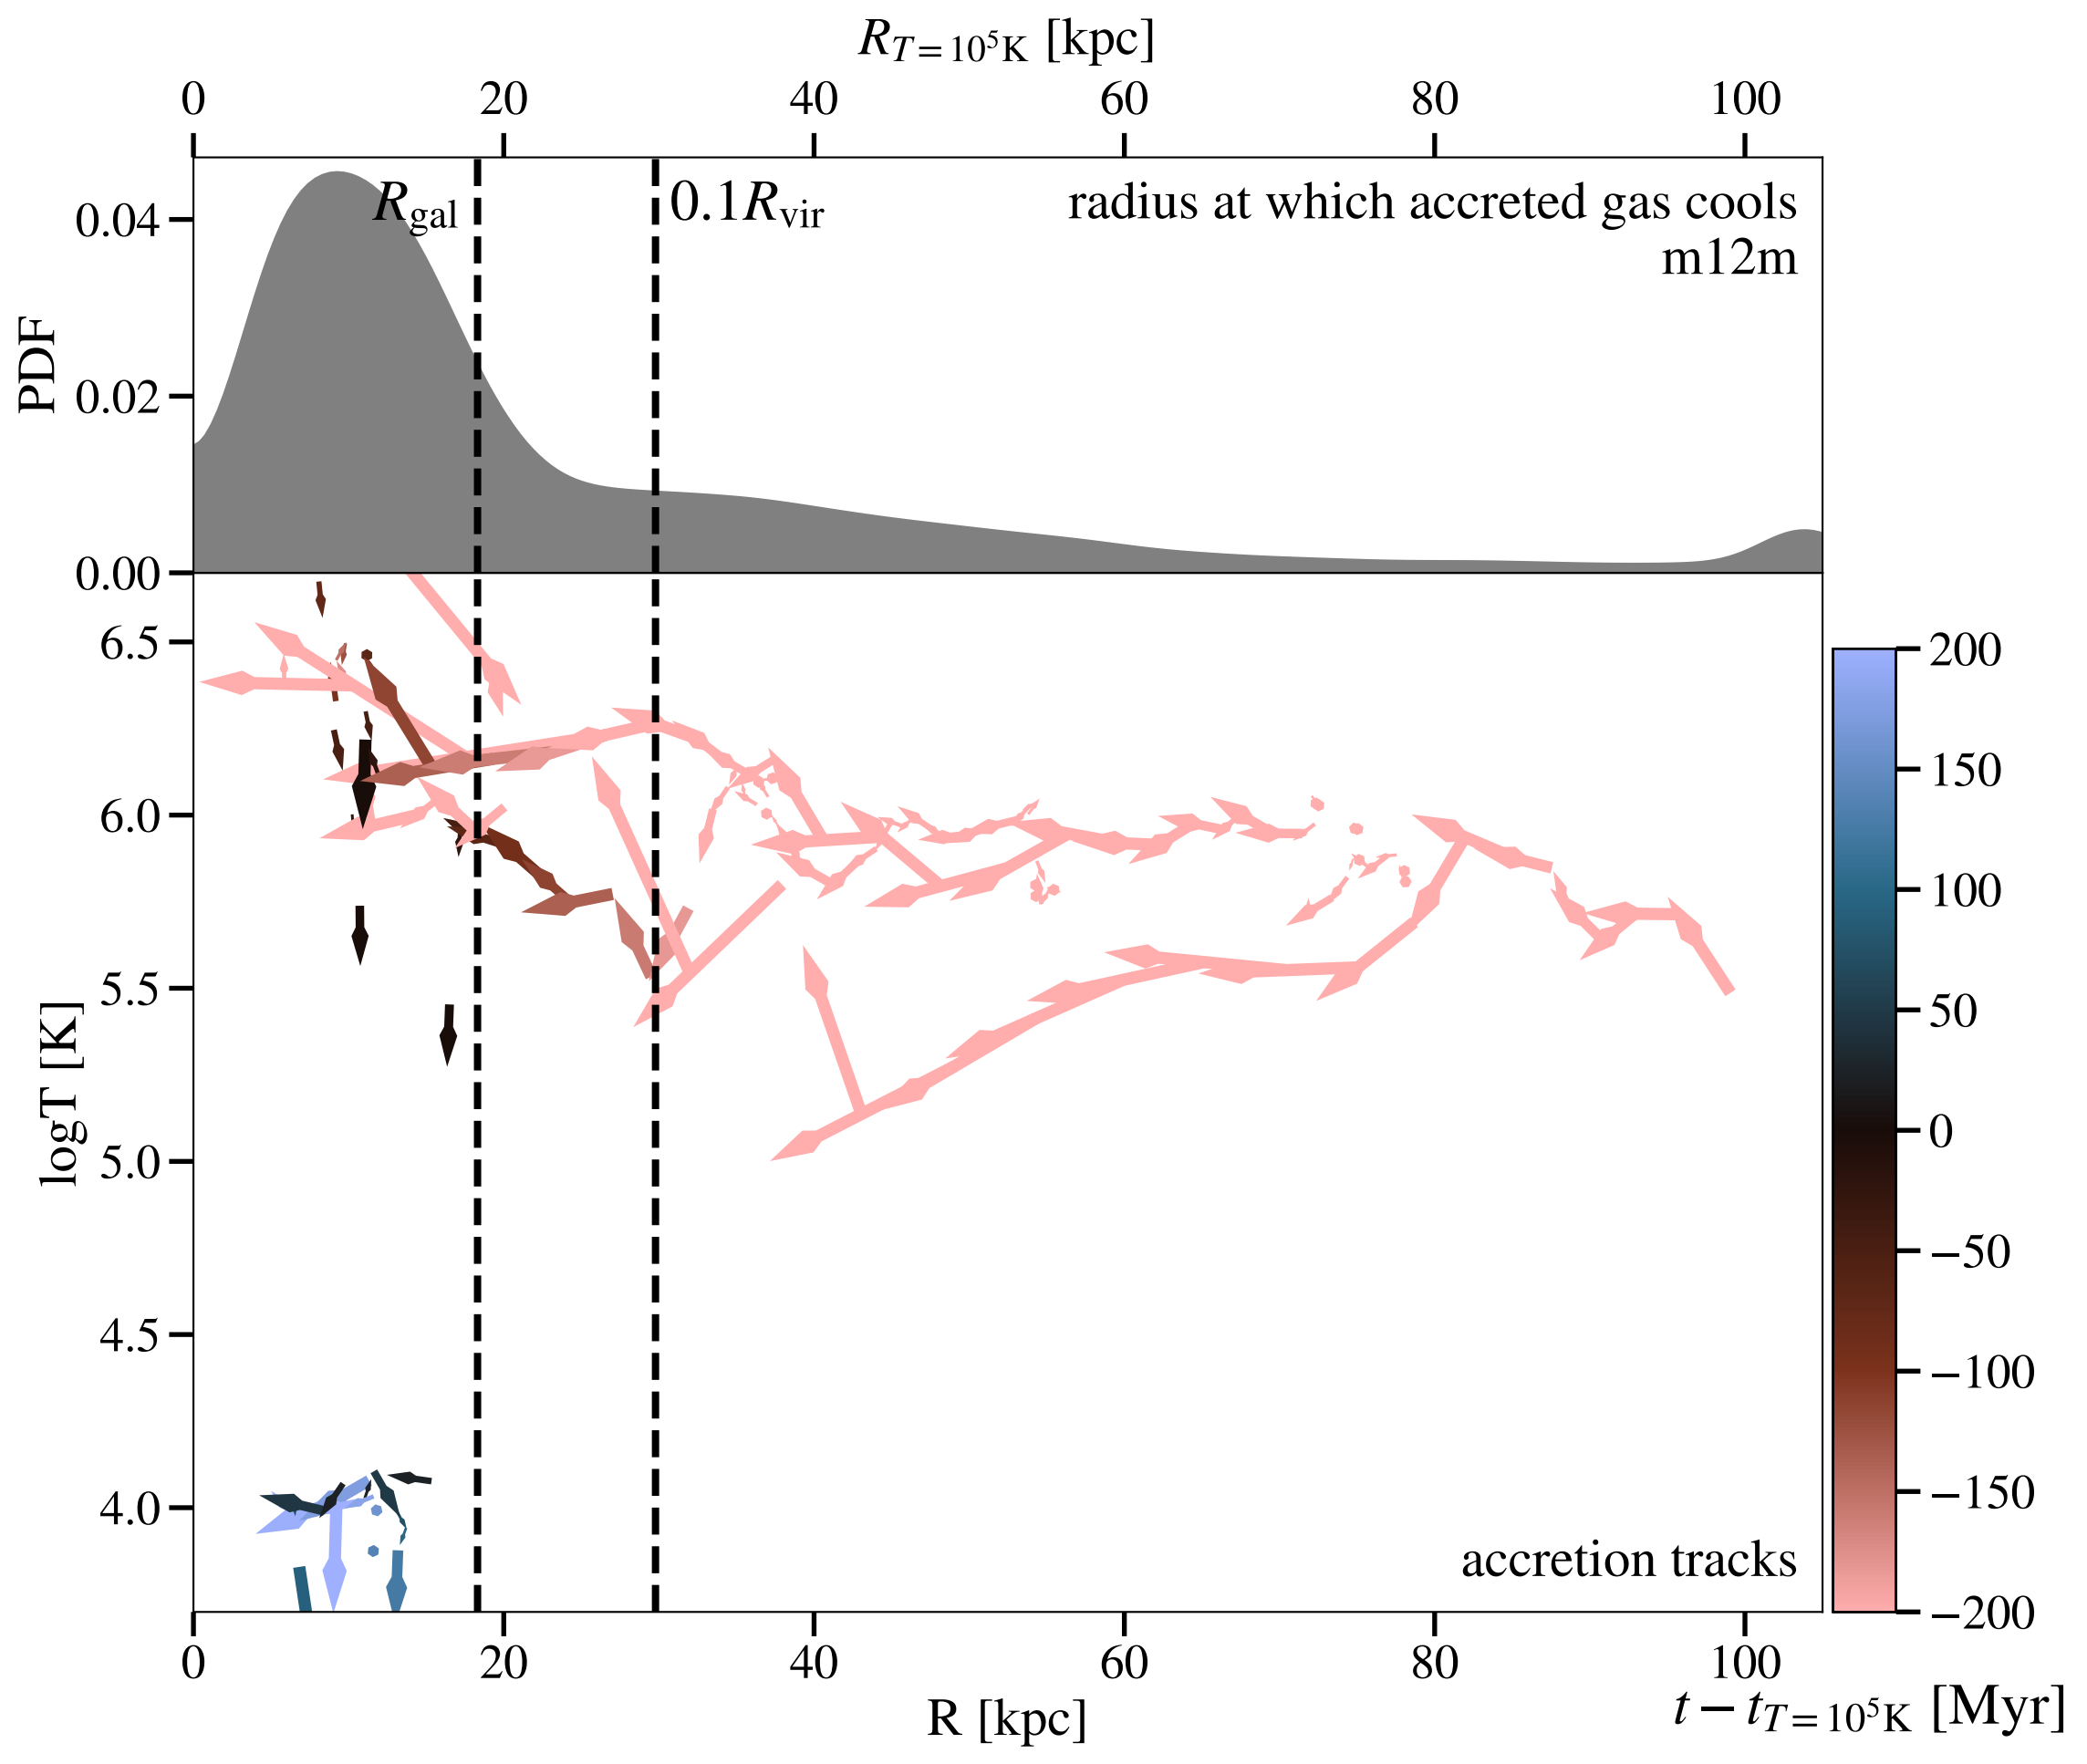 R_{T=10^5K} [kpc]
0 20 40 60 80 100
R_gal
0.1R_vir
radius at which accreted gas cools
m12m
PDF
0.04
0.02
0.00
logT [K]
6.5
6.0
5.5
5.0
4.5
4.0
accretion tracks
0 20 40 60 80 100
R [kpc]
200
150
100
50
0
−50
−100
−150
−200
t − t_{T=10^5K} [Myr]